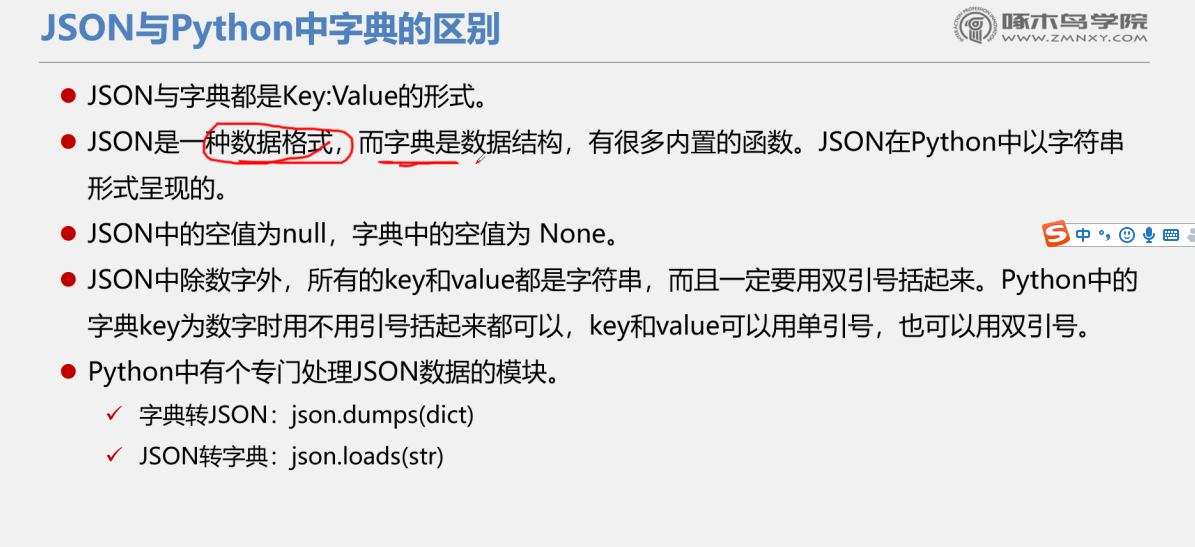 JSON与Python中字典的区别
啄木鸟学院
WWW.ZMNXY.COM
JSON与字典都是Key:Value的形式。
JSON是一种数据格式，而字典是数据结构，有很多内置的函数。JSON在Python中以字符串
形式呈现的。
JSON中的空值为null，字典中的空值为 None。
中
JSON中除数字外，所有的key和value都是字符串，而且一定要用双引号括起来。Python中的
字典key为数字时用不用引号括起来都可以，key和value可以用单引号，也可以用双引号。
Python中有个专门处理JSON数据的模块。
字典转JSON：json.dumps(dict)
JSON转字典：json.loads(str)